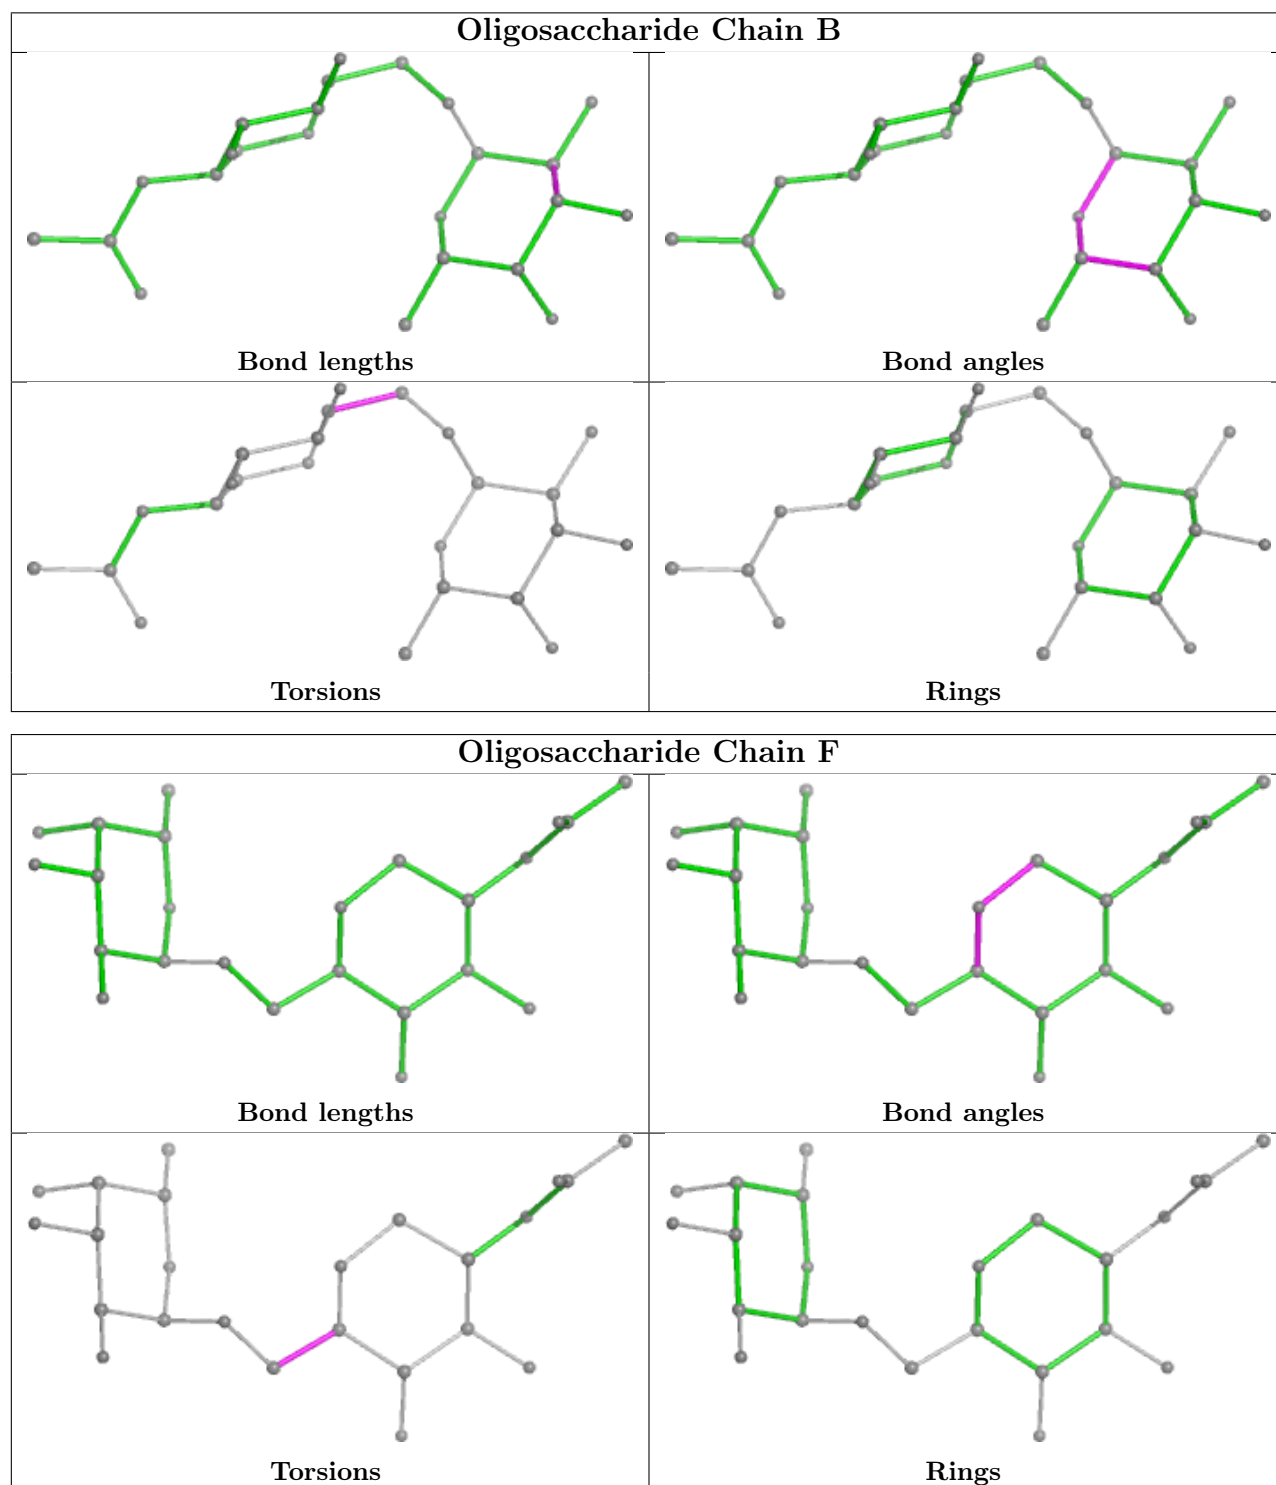 Oligosaccharide Chain B
Bond lengths
Bond angles
Torsions
Rings
Oligosaccharide Chain F
Bond lengths
Bond angles
Torsions
Rings